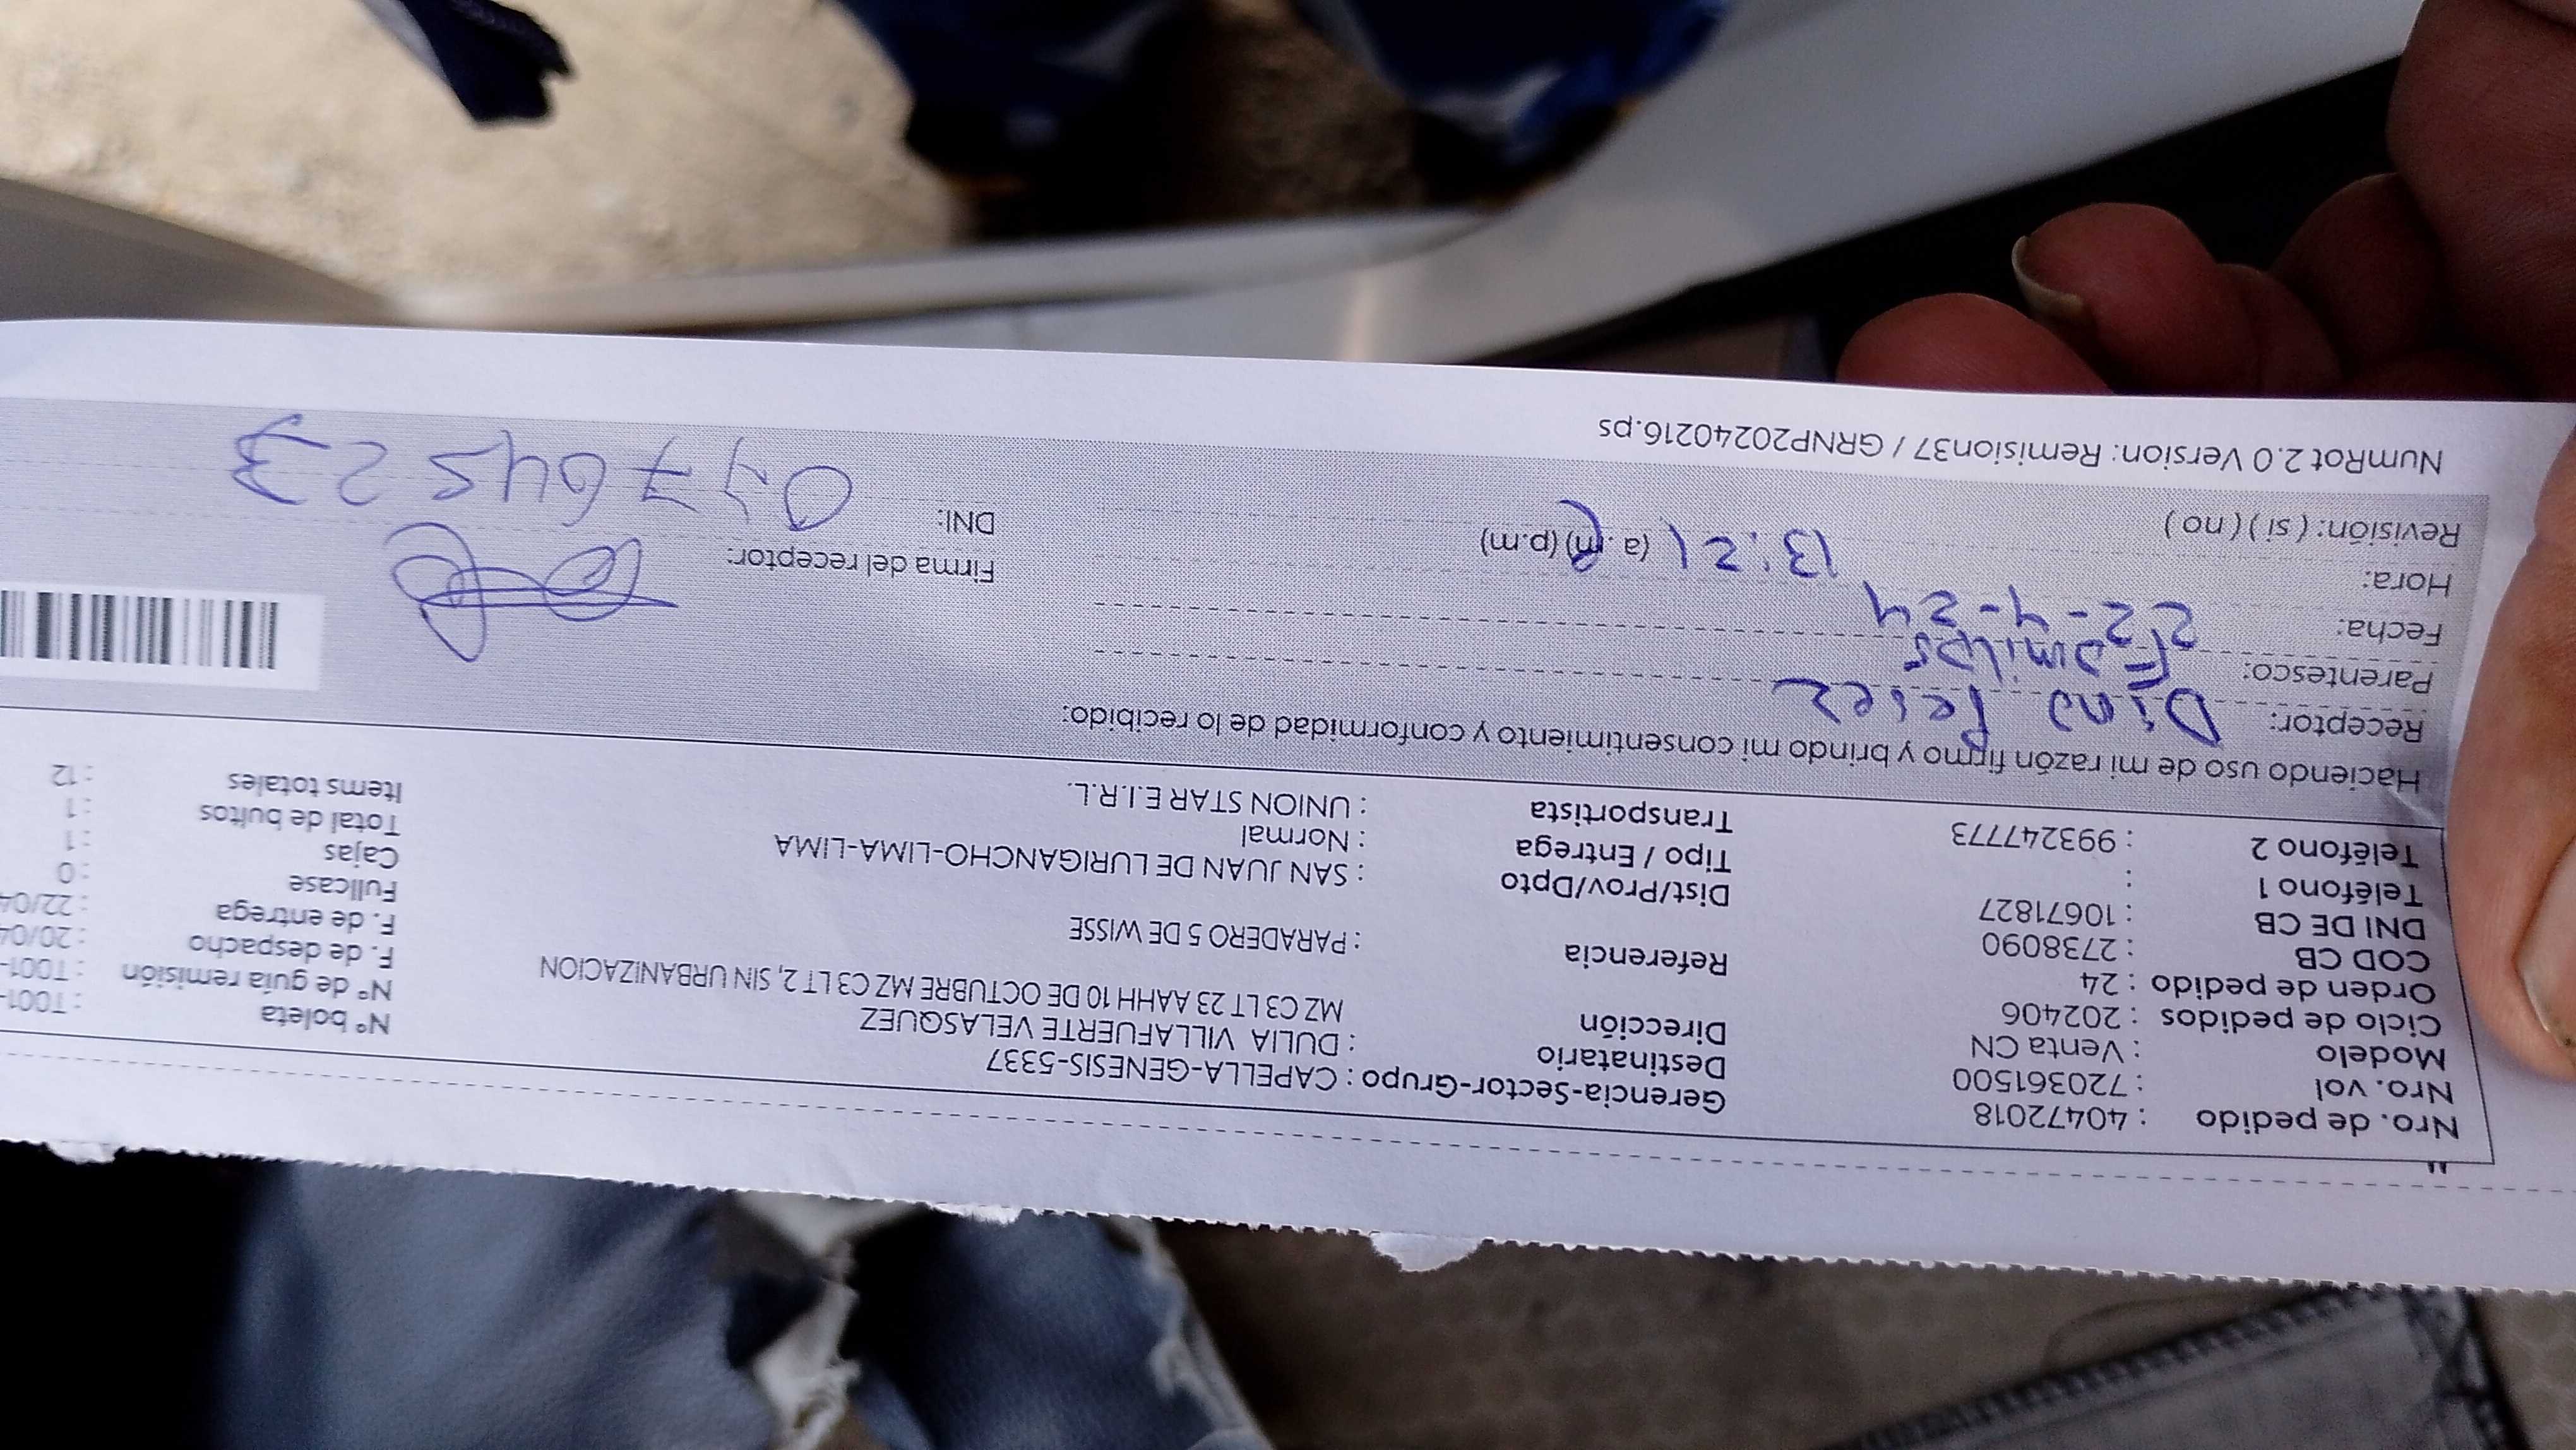 Nro. de pedido : 40472018
Nro. vol : 720361500
Modelo : Venta CN
Ciclo de pedidos : 202406
Orden de pedido : 24
COD CB : 2738090
DNI DE CB : 10671827
Teléfono 1 :
Teléfono 2 : 993247773
Gerencia-Sector-Grupo : CAPELLA-GENESIS-5337
Destinatario : DULIA VILLAFUERTE VELASQUEZ
Dirección MZ C3 LT 23 AAHH 10 DE OCTUBRE MZ C3 LT 2, SIN URBANIZACION
Referencia : PARADERO 5 DE WISSE
Dist/Prov/Dpto : SAN JUAN DE LURIGANCHO-LIMA-LIMA
Tipo / Entrega : Normal
Transportista : UNION STAR E.I.R.L.
N° boleta : T001-
N° de guía remisión : T001-
F. de despacho : 20/04
F. de entrega : 22/04
Fullcase : 0
Cajas : 1
Total de bultos : 1
Items totales : 12
Haciendo uso de mi razón firmo y brindo mi consentimiento y conformidad de lo recibido:
Receptor: Perez
Parentesco:
Fecha: 22-4-24
Hora: 13:21 (a.m) (p.m)
Revisión: ( si ) ( no )
Firma del receptor:
DNI:
NumRot 2.0 Version: Remision37 / GRNP20240216.ps